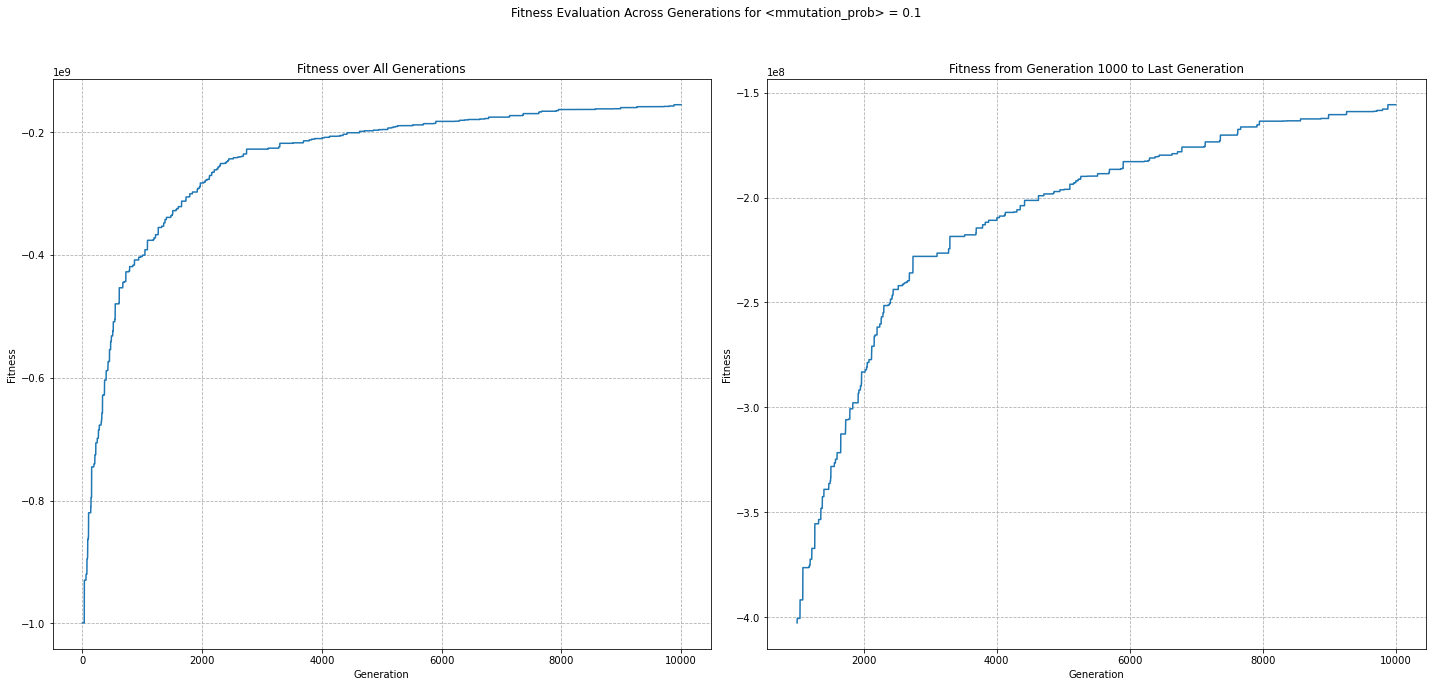 Fitness Evaluation Across Generations for <mmutation_prob> = 0.1
Fitness over All Generations
1e9
−0.2
−0.4
−0.6
−0.8
−1.0
Fitness
0
2000
4000
6000
8000
10000
Generation
Fitness from Generation 1000 to Last Generation
1e8
−1.5
−2.0
−2.5
−3.0
−3.5
−4.0
Fitness
2000
4000
6000
8000
10000
Generation